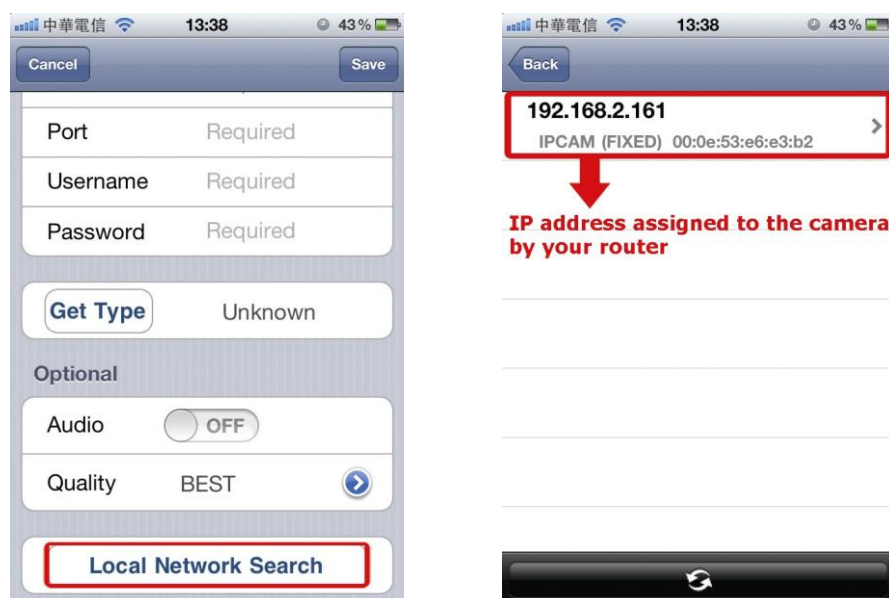 中華電信 13:38 43%
Cancel Save
Port Required
Username Required
Password Required
Get Type Unknown
Optional
Audio OFF
Quality BEST
Local Network Search
中華電信 13:38 43%
Back
192.168.2.161
IPCAM (FIXED) 00:0e:53:e6:e3:b2
IP address assigned to the camera
by your router